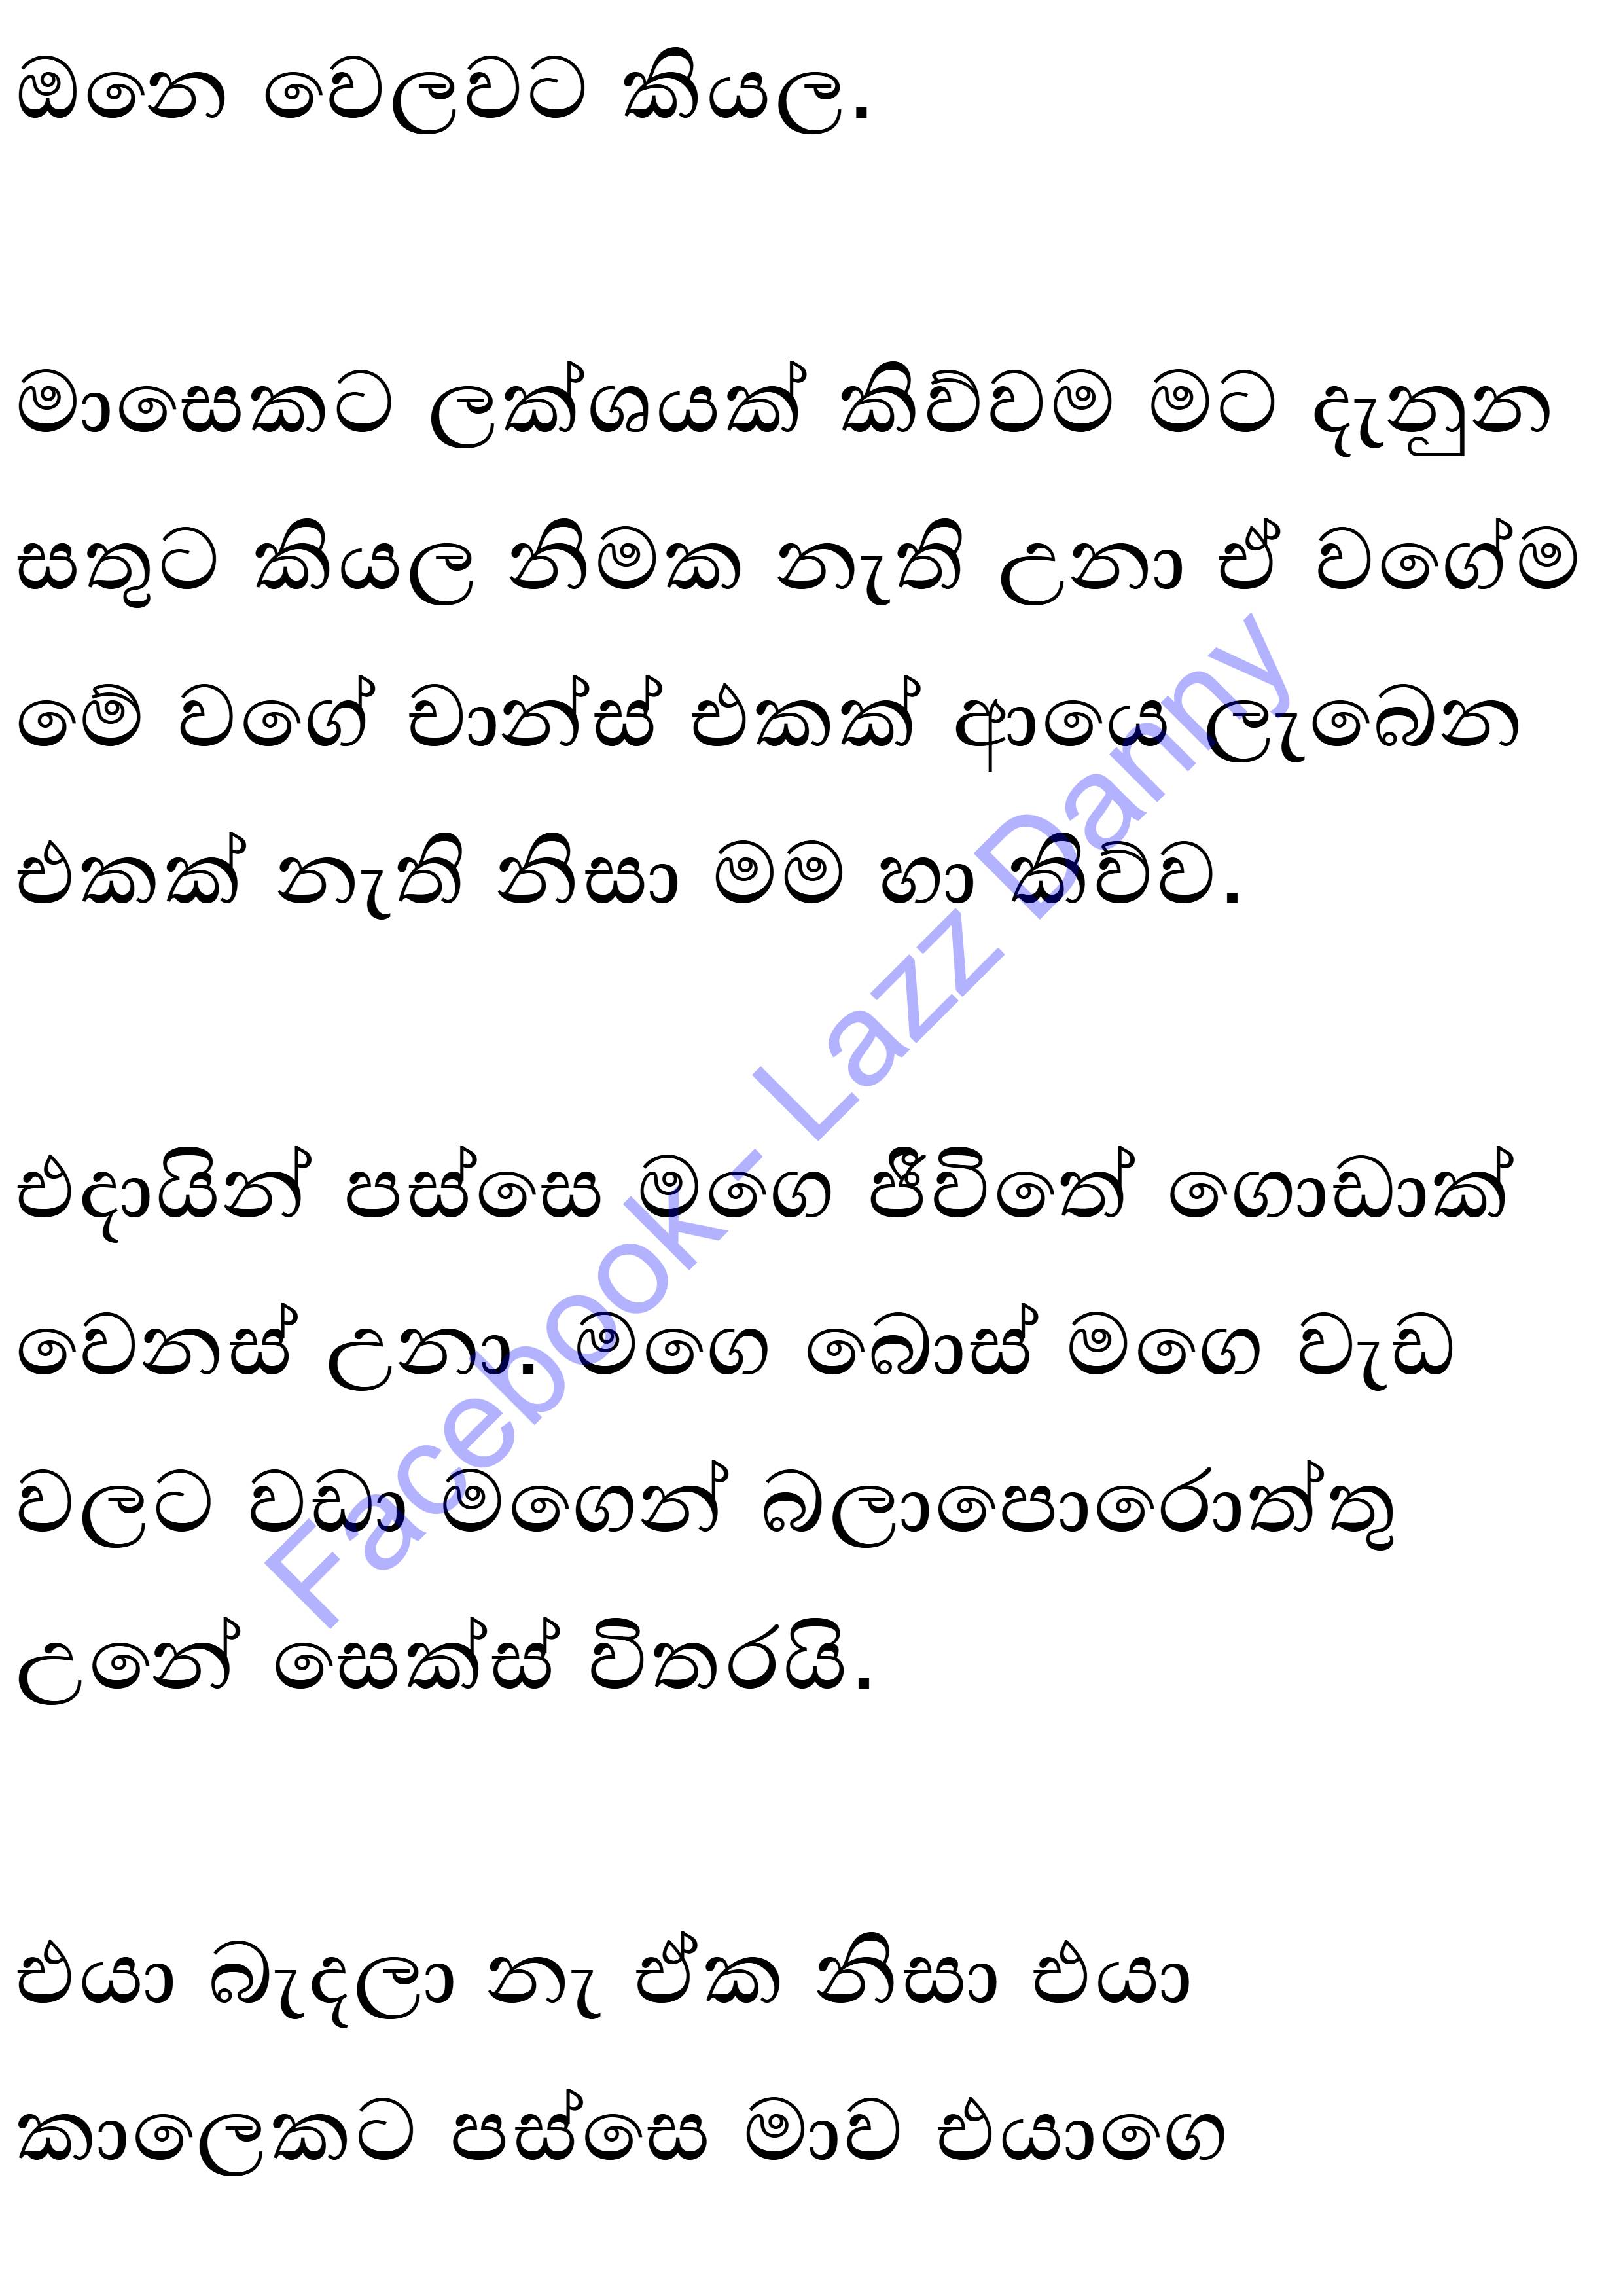 ඔනෙ වෙලවට කියල.
මාසෙකට ලක්ශයක් කිව්වම මට දැනුන
සතුට කියල නිමක නැති උනා ඒ වගේම
මේ වගේ චාන්ස් එකක් ආයෙ ලැබෙන
එකක් නැති නිසා මම හා කිව්ව.
එදායින් පස්සෙ මගෙ ජීවිතේ ගොඩාක්
වෙනස් උනා. මගෙ බොස් මගෙ වැඩ
වලට වඩා මගෙන් බලාපොරොත්තු
උනේ සෙක්ස් විතරයි.
එයා බැදලා නැ ඒක නිසා එයා
කාලෙකට පස්සෙ මාව එයාගෙ
Facebook - Lazz Danny